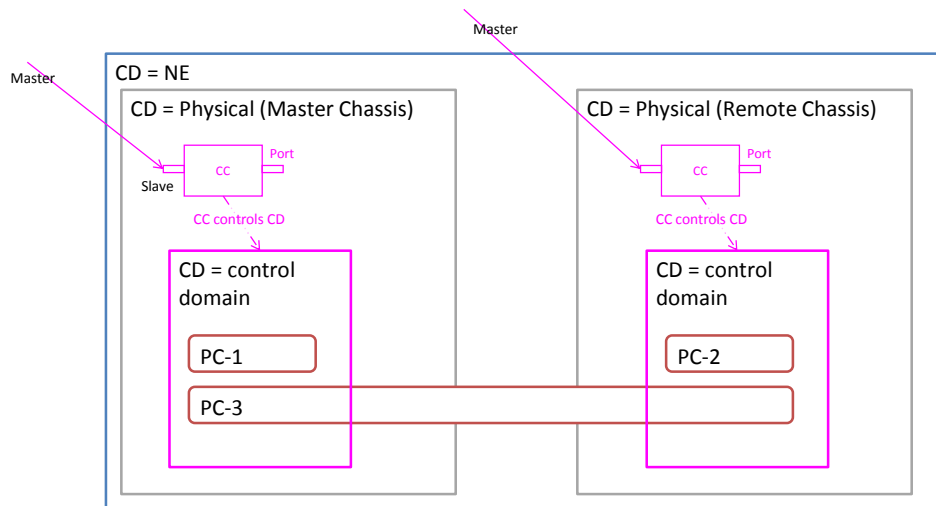 Master
Master
CD = NE
CD = Physical (Master Chassis)
CD = Physical (Remote Chassis)
Port
CC
Slave
Port
CC
CC controls CD
CC controls CD
CD = control
domain
CD = control
domain
PC-1
PC-2
PC-3